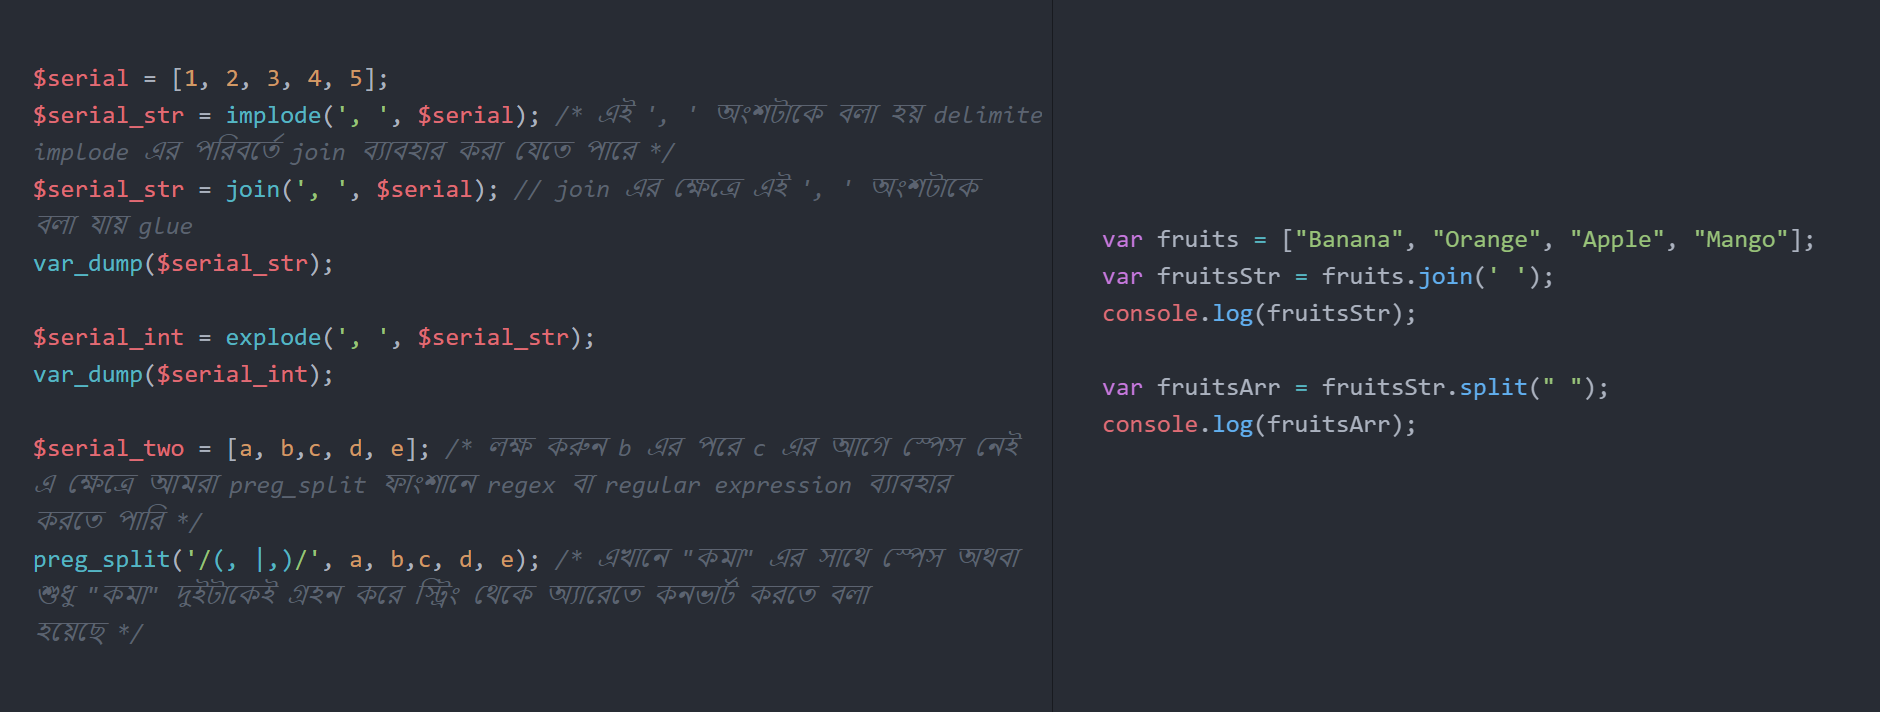 $serial = [1, 2, 3, 4, 5];
$serial_str = implode(', ', $serial); /* এই ', ' অংশটাকে বলা হয় delimite
implode এর পরিবর্তে join ব্যাবহার করা যেতে পারে */
$serial_str = join(', ', $serial); // join এর ক্ষেত্রে এই ', ' অংশটাকে
বলা যায় glue
var_dump($serial_str);
$serial_int = explode(', ', $serial_str);
var_dump($serial_int);
$serial_two = [a, b,c, d, e]; /* লক্ষ করুন b এর পরে c এর আগে স্পেস নেই
এ ক্ষেত্রে আমরা preg_split ফাংশানে regex বা regular expression ব্যাবহার
করতে পারি */
preg_split('/(, |,)/', a, b,c, d, e); /* এখানে "কমা" এর সাথে স্পেস অথবা
শুধু "কমা" দুইটাকেই গ্রহন করে স্ট্রিং থেকে অ্যারেতে কনভার্ট করতে বলা
হয়েছে */
var fruits = ["Banana", "Orange", "Apple", "Mango"];
var fruitsStr = fruits.join(' ');
console.log(fruitsStr);
var fruitsArr = fruitsStr.split(" ");
console.log(fruitsArr);